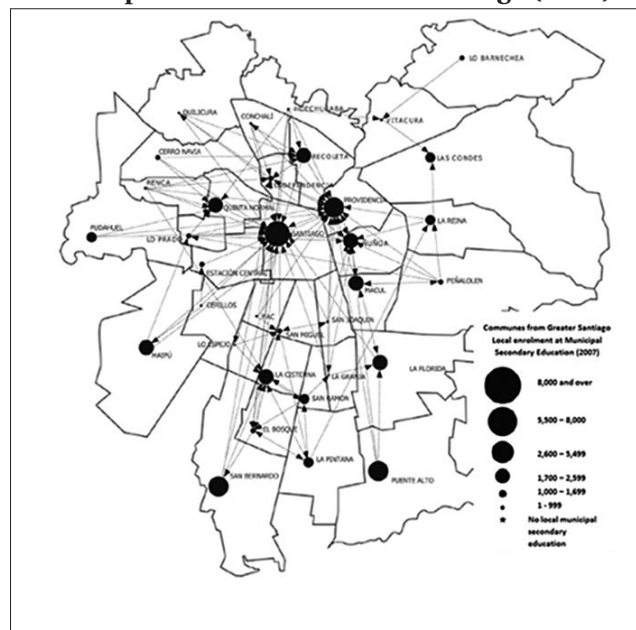 LO BARNECHEA
QUILICURA
CONCHALÍ
HUECHURABA
VITACURA
RECOLETA
LAS CONDES
CERRO NAVIA
RENCA
INDEPENDENCIA
QUINTA NORMAL
PROVIDENCIA
LA REINA
PUDAHUEL
LO PRADO
SANTIAGO
ÑUÑOA
ESTACIÓN CENTRAL
PEÑALOLEN
MACUL
CERILLOS
PAC
SAN JOAQUIN
SAN MIGUEL
LO ESPEJO
MAIPÚ
LA CISTERNA
LA GRANJA
LA FLORIDA
SAN RAMÓN
EL BOSQUE
LA PINTANA
SAN BERNARDO
PUENTE ALTO
Communes from Greater Santiago
Local enrolment at Municipal
Secondary Education (2007)
8,000 and over
5,500 – 8,000
2,600 – 5,499
1,700 – 2,599
1,000 – 1,699
1 - 999
No local municipal
secondary
education